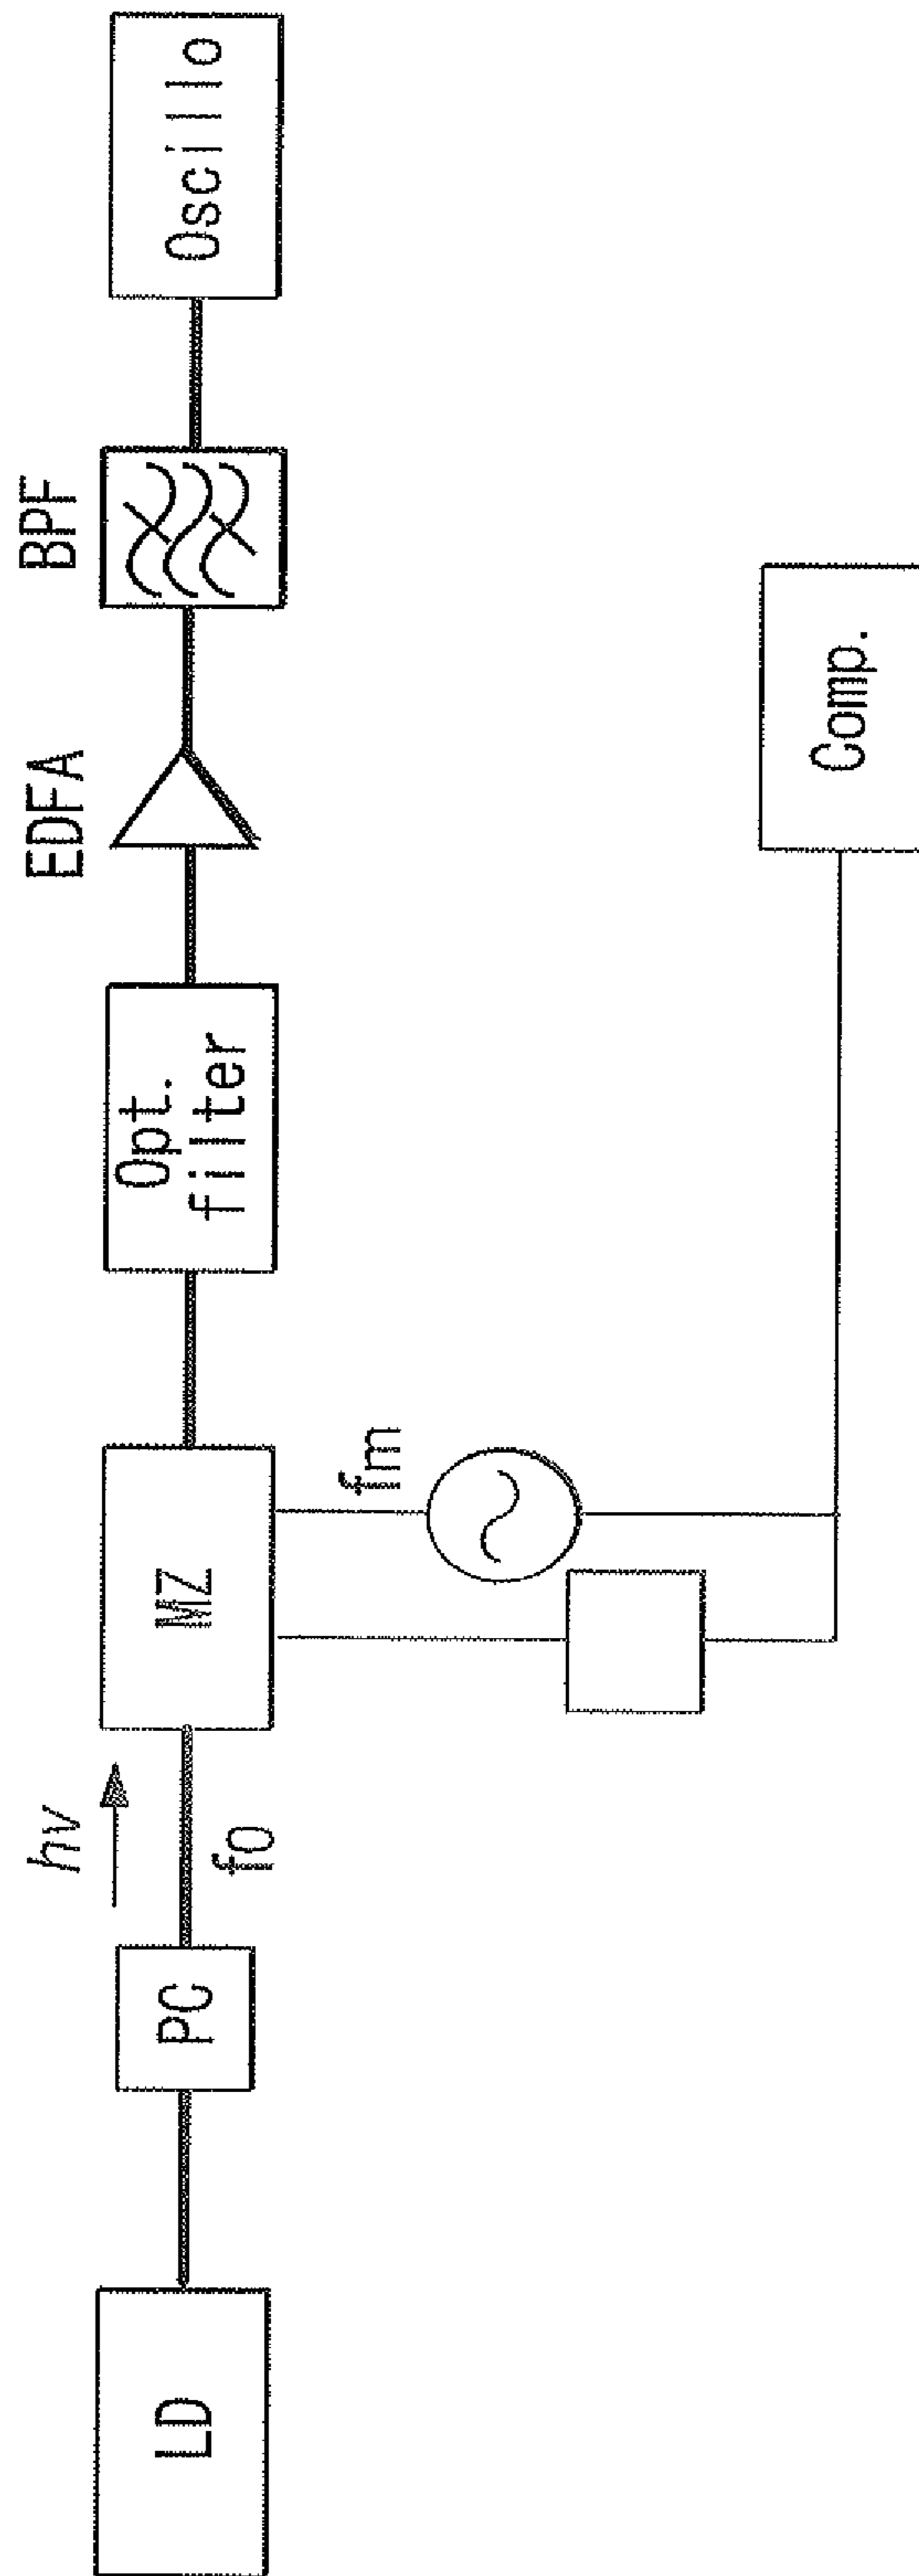 LD
PC
hν
f0
MZ
fm
Opt.
filter
EDFA
BPF
Oscillo
Comp.